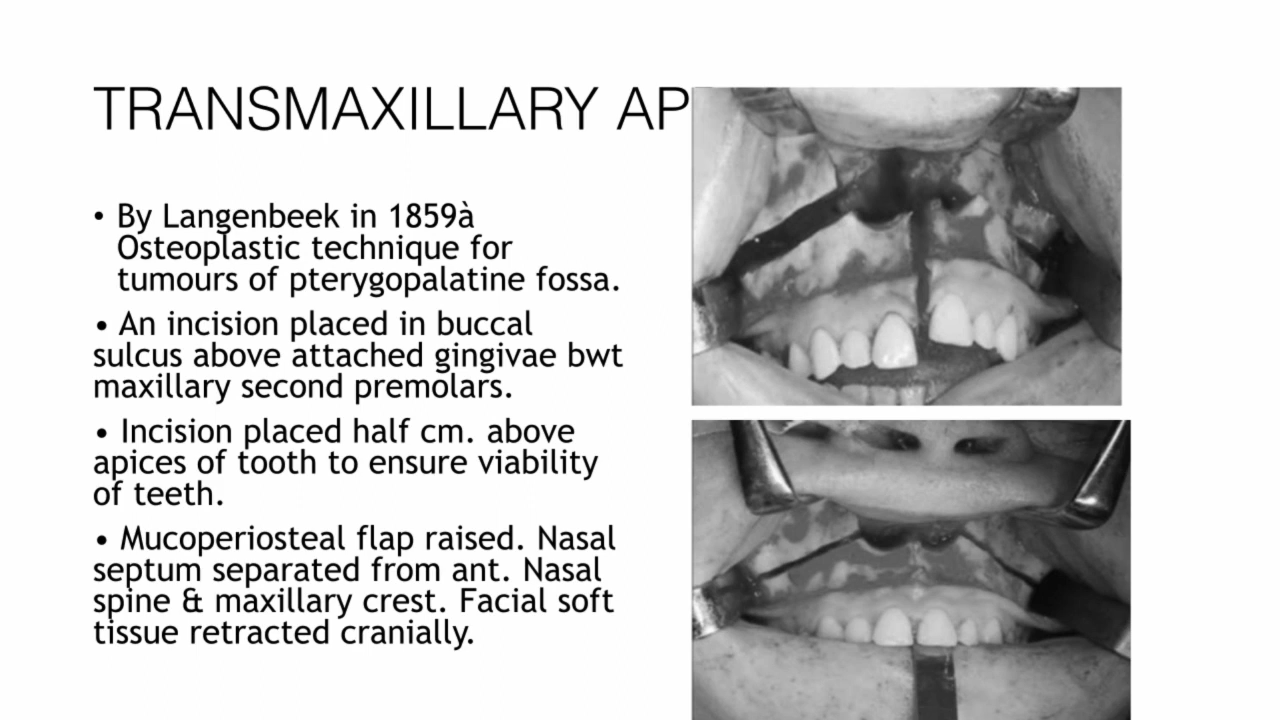 TRANSMAXILLARY AP
• By Langenbeek in 1859à
Osteoplastic technique for
tumours of pterygopalatine fossa.
• An incision placed in buccal
sulcus above attached gingivae bwt
maxillary second premolars.
• Incision placed half cm. above
apices of tooth to ensure viability
of teeth.
• Mucoperiosteal flap raised. Nasal
septum separated from ant. Nasal
spine & maxillary crest. Facial soft
tissue retracted cranially.